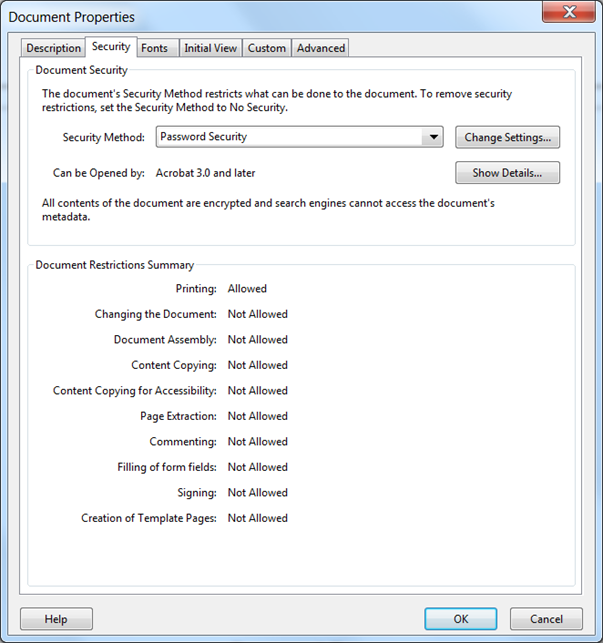 Document Properties
Description Security Fonts Initial View Custom Advanced
Document Security
The document's Security Method restricts what can be done to the document. To remove security
restrictions, set the Security Method to No Security.
Security Method: Password Security Change Settings...
Can be Opened by: Acrobat 3.0 and later Show Details...
All contents of the document are encrypted and search engines cannot access the document's
metadata.
Document Restrictions Summary
Printing: Allowed
Changing the Document: Not Allowed
Document Assembly: Not Allowed
Content Copying: Not Allowed
Content Copying for Accessibility: Not Allowed
Page Extraction: Not Allowed
Commenting: Not Allowed
Filling of form fields: Not Allowed
Signing: Not Allowed
Creation of Template Pages: Not Allowed
Help OK Cancel